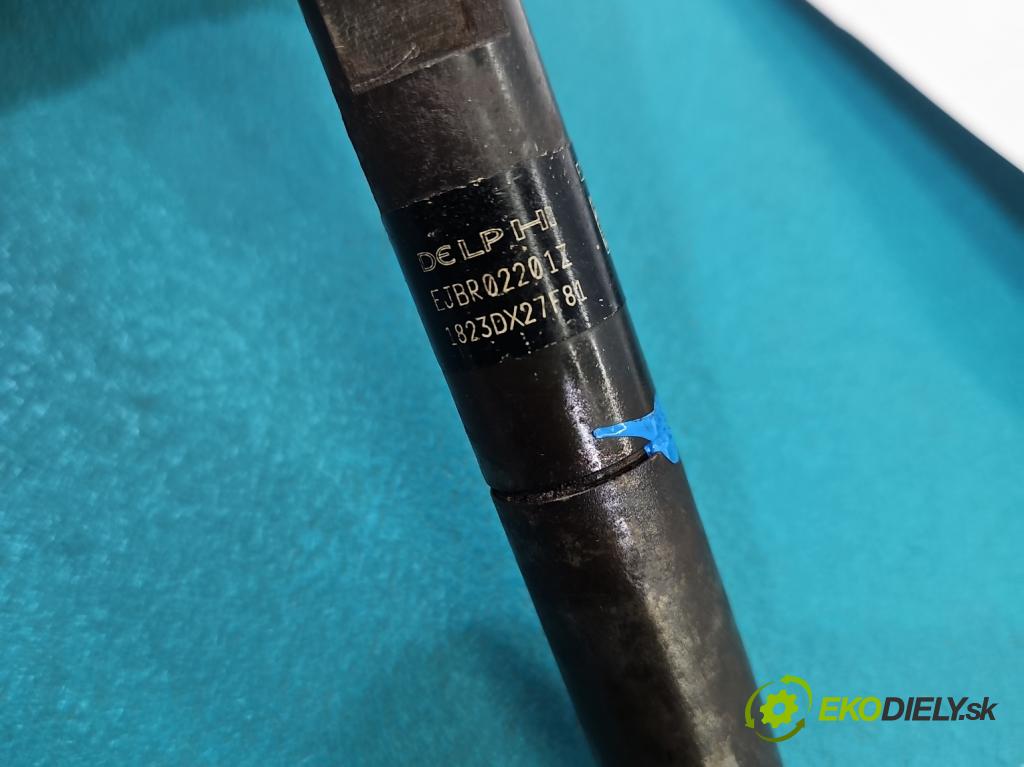 DELPHI
EJBR02201Z
1823DX27F81
EKODIELY.sk